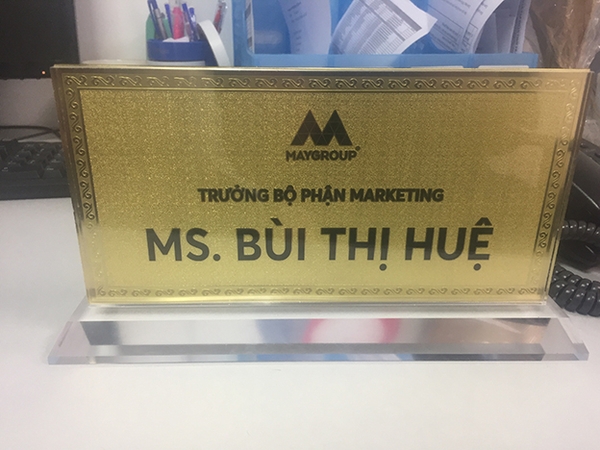 MAYGROUP
TRƯỞNG BỘ PHẬN MARKETING
MS. BÙI THỊ HUỆ